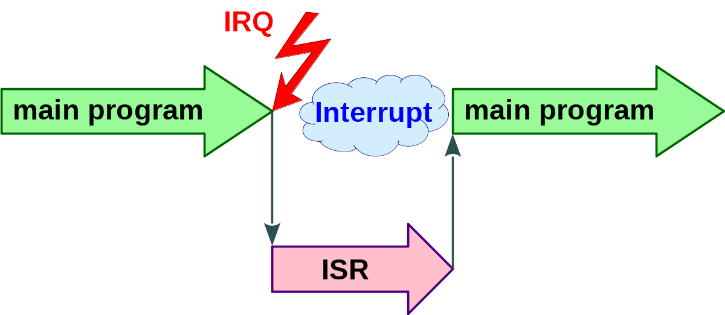 IRQ
main program
Interrupt
main program
ISR